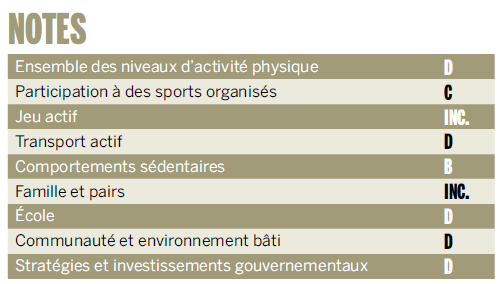 NOTES
Ensemble des niveaux d'activité physique D
Participation à des sports organisés C
Jeu actif INC.
Transport actif D
Comportements sédentaires B
Famille et pairs INC.
École D
Communauté et environnement bâti D
Stratégies et investissements gouvernementaux D